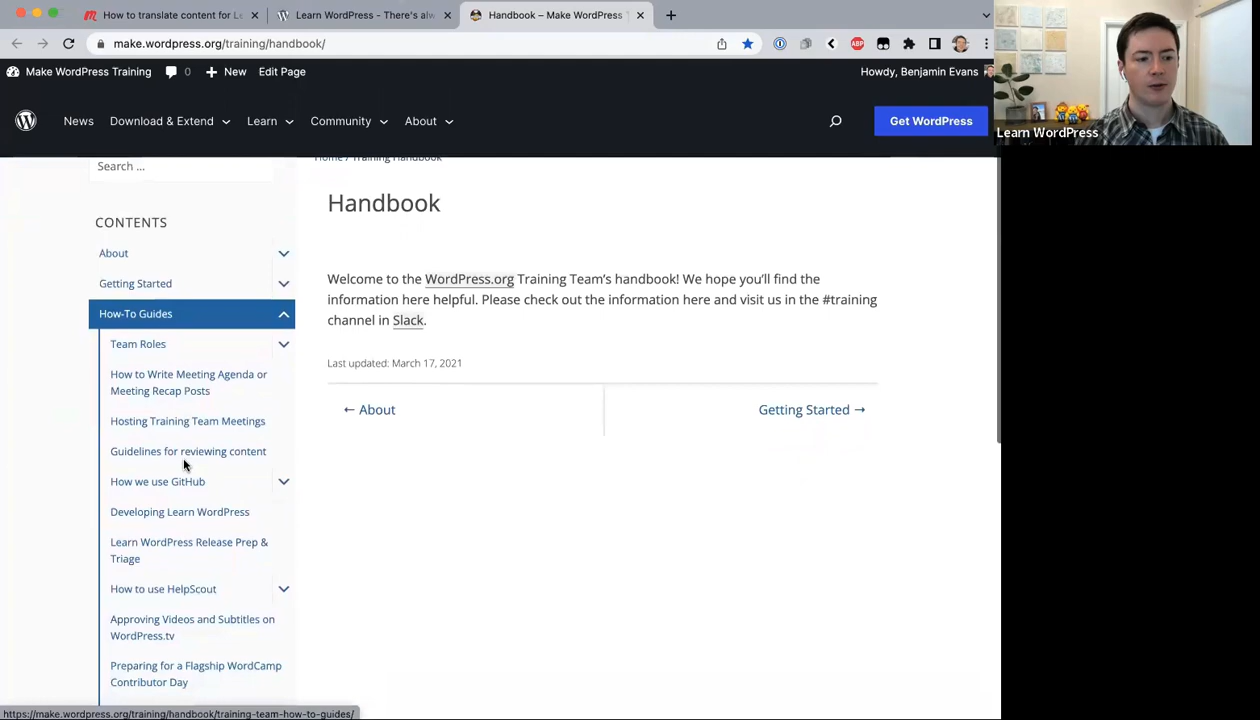 How to translate content for Le
Learn WordPress - There's alw
Handbook – Make WordPress T
make.wordpress.org/training/handbook/
ABP
Make WordPress Training
0
New
Edit Page
Howdy, Benjamin Evans
News
Download & Extend
Learn
Community
About
Get WordPress
Learn WordPress
Search ...
Home / Training Handbook
Handbook
CONTENTS
About
Getting Started
How-To Guides
Team Roles
How to Write Meeting Agenda or
Meeting Recap Posts
Hosting Training Team Meetings
Guidelines for reviewing content
How we use GitHub
Developing Learn WordPress
Learn WordPress Release Prep &
Triage
How to use HelpScout
Approving Videos and Subtitles on
WordPress.tv
Preparing for a Flagship WordCamp
Contributor Day
Welcome to the WordPress.org Training Team's handbook! We hope you'll find the
information here helpful. Please check out the information here and visit us in the #training
channel in Slack.
Last updated: March 17, 2021
← About
Getting Started →
https://make.wordpress.org/training/handbook/training-team-how-to-guides/